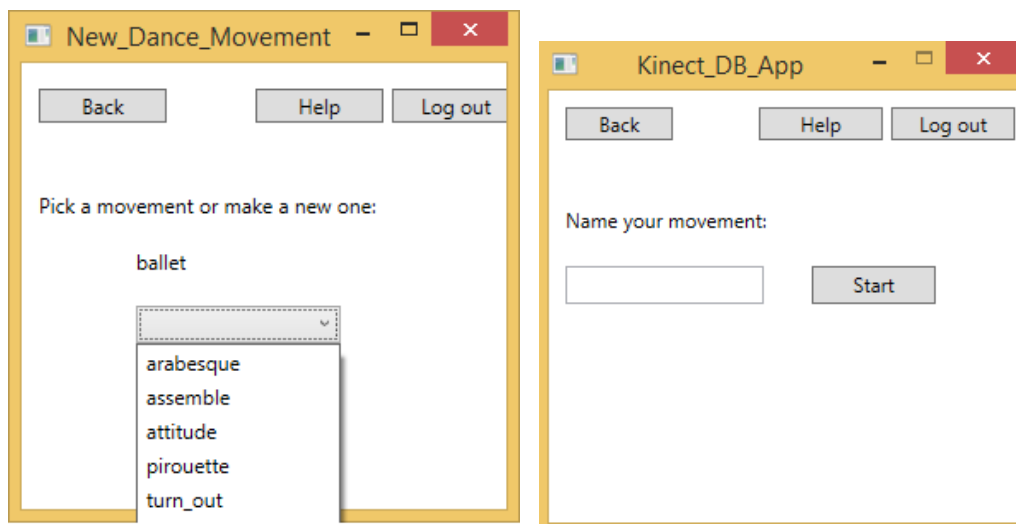 New_Dance_Movement
Back Help Log out
Pick a movement or make a new one:
ballet
arabesque
assemble
attitude
pirouette
turn_out
Kinect_DB_App
Back Help Log out
Name your movement:
Start